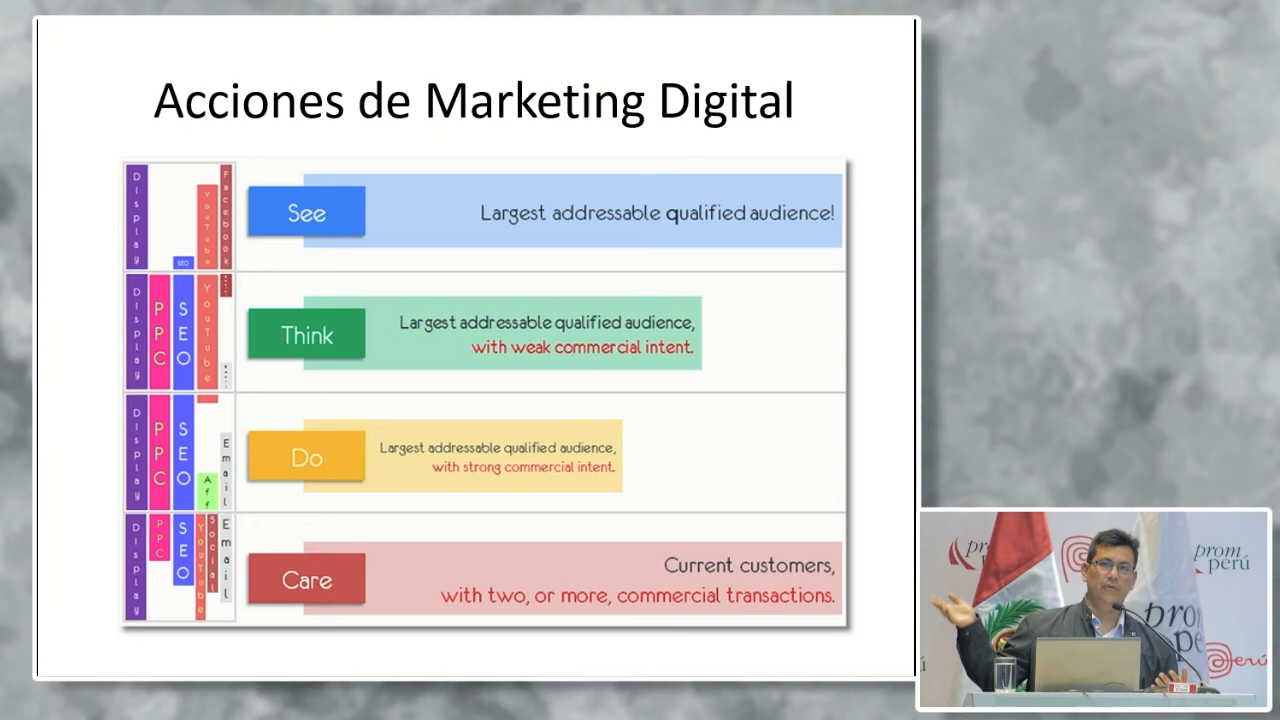 Acciones de Marketing Digital
Display
SEO
YouTube
Facebook
See
Largest addressable qualified audience!
Display
PPC
SEO
YouTube
Think
Largest addressable qualified audience,
with weak commercial intent.
Display
PPC
SEO
Aff
Email
Do
Largest addressable qualified audience,
with strong commercial intent.
Display
PPC
SEO
YouTube
Social
Email
Care
Current customers,
with two, or more, commercial transactions.
prom
perú